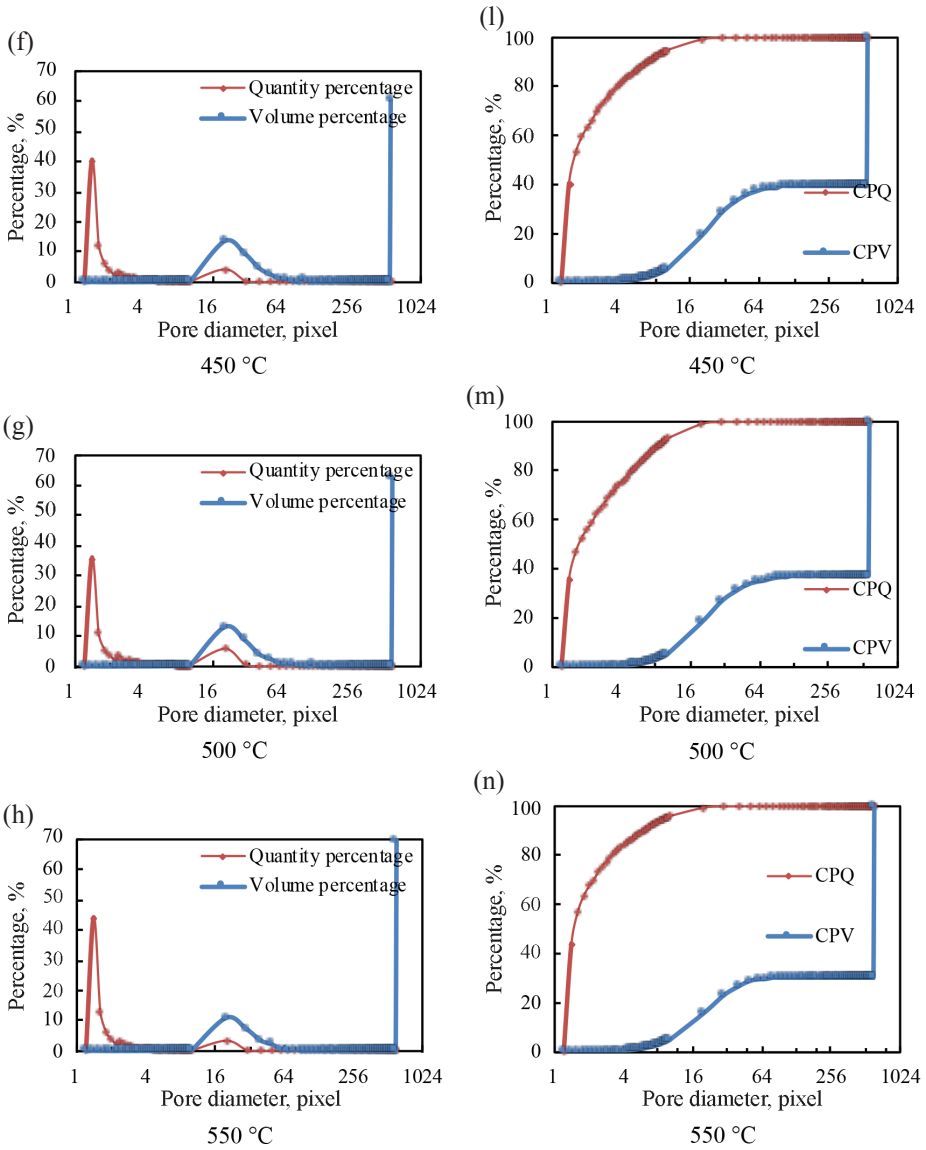 (f)
70
60
50
40
30
20
10
0
Percentage, %
Quantity percentage
Volume percentage
1 4 16 64 256 1024
Pore diameter, pixel
450 °C
(l)
100
80
60
40
20
0
Percentage, %
CPQ
CPV
1 4 16 64 256 1024
Pore diameter, pixel
450 °C
(g)
70
60
50
40
30
20
10
0
Percentage, %
Quantity percentage
Volume percentage
1 4 16 64 256 1024
Pore diameter, pixel
500 °C
(m)
100
80
60
40
20
0
Percentage, %
CPQ
CPV
1 4 16 64 256 1024
Pore diameter, pixel
500 °C
(h)
70
60
50
40
30
20
10
0
Percentage, %
Quantity percentage
Volume percentage
1 4 16 64 256 1024
Pore diameter, pixel
550 °C
(n)
100
80
60
40
20
0
Percentage, %
CPQ
CPV
1 4 16 64 256 1024
Pore diameter, pixel
550 °C